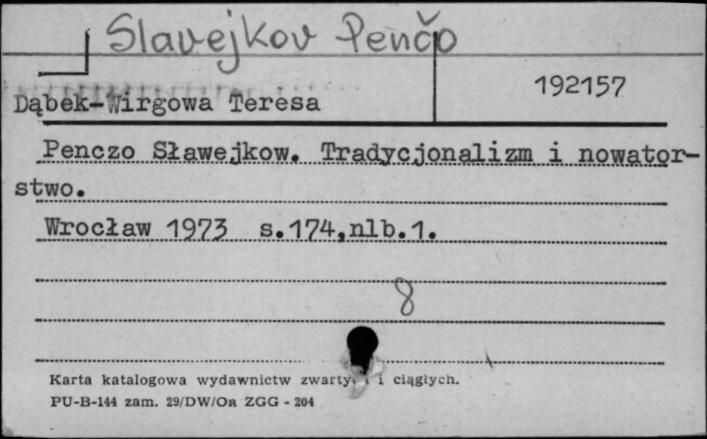 Slavejkov Penčo
192157
Dąbek-Wirgowa Teresa
Penczo Sławejkow. Tradycjonalizm i nowator-
stwo.
Wrocław 1973 s.174,nlb.1.
8
Karta katalogowa wydawnictw i ciągłych.
PU-B-144 zam. 29/DW/Oa ZGG - 204